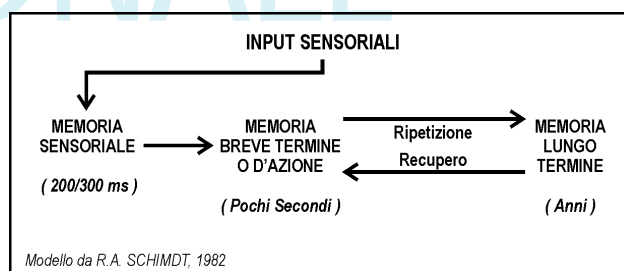 INPUT SENSORIALI
MEMORIA
SENSORIALE
( 200/300 ms )
MEMORIA
BREVE TERMINE
O D'AZIONE
( Pochi Secondi )
Ripetizione
Recupero
MEMORIA
LUNGO
TERMINE
( Anni )
Modello da R.A. SCHIMDT, 1982